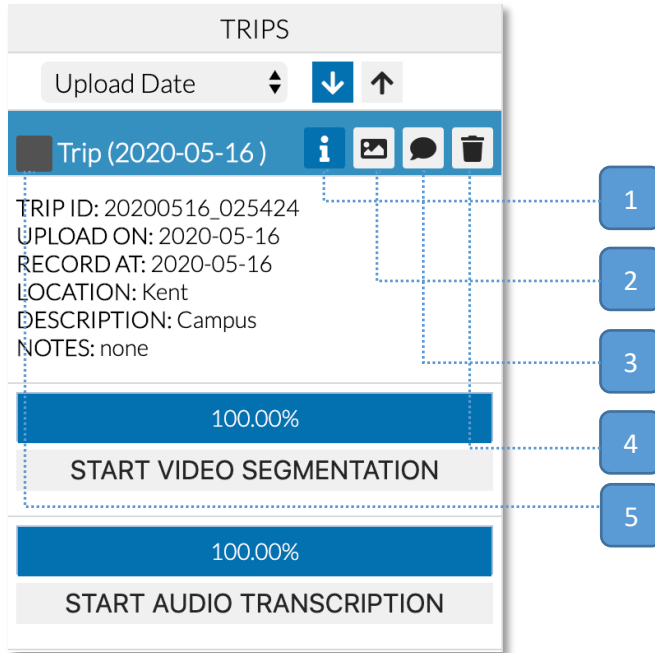 TRIPS
Upload Date
Trip (2020-05-16 )
TRIP ID: 20200516_025424
UPLOAD ON: 2020-05-16
RECORD AT: 2020-05-16
LOCATION: Kent
DESCRIPTION: Campus
NOTES: none
100.00%
START VIDEO SEGMENTATION
100.00%
START AUDIO TRANSCRIPTION
1
2
3
4
5